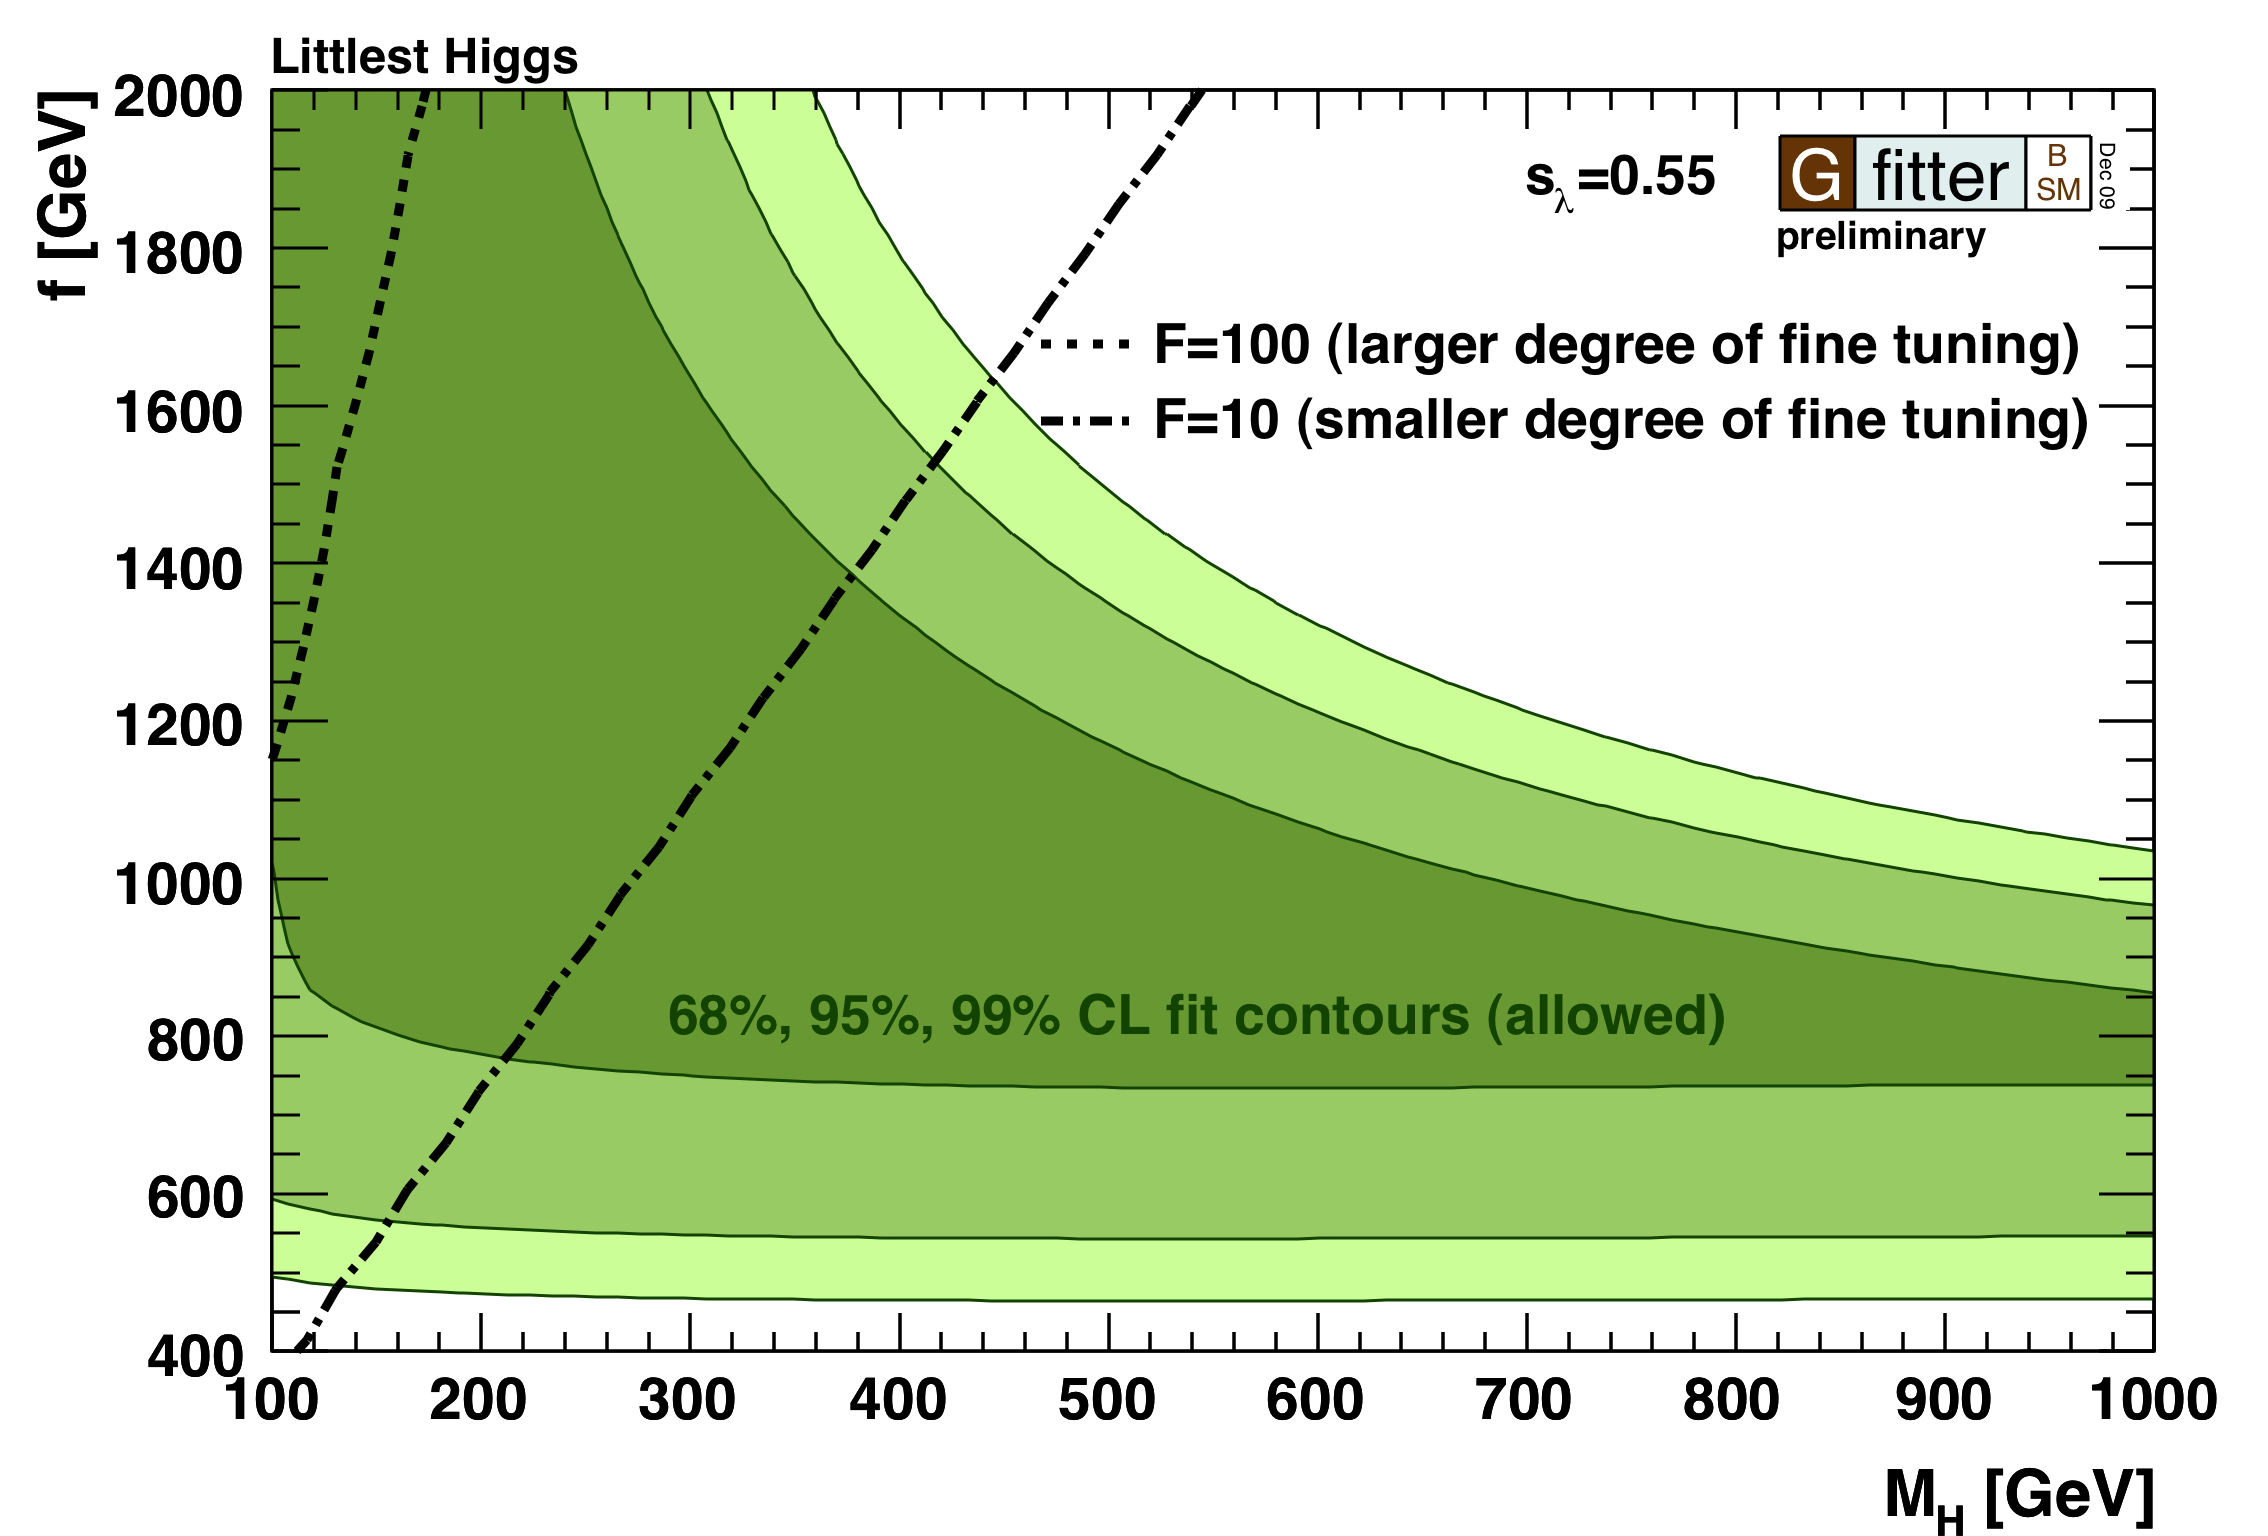 Littlest Higgs
f [GeV]
2000
1800
1600
1400
1200
1000
800
600
400
s_λ=0.55
G fitter B SM Dec 09
preliminary
F=100 (larger degree of fine tuning)
F=10 (smaller degree of fine tuning)
68%, 95%, 99% CL fit contours (allowed)
100 200 300 400 500 600 700 800 900 1000
M_H [GeV]